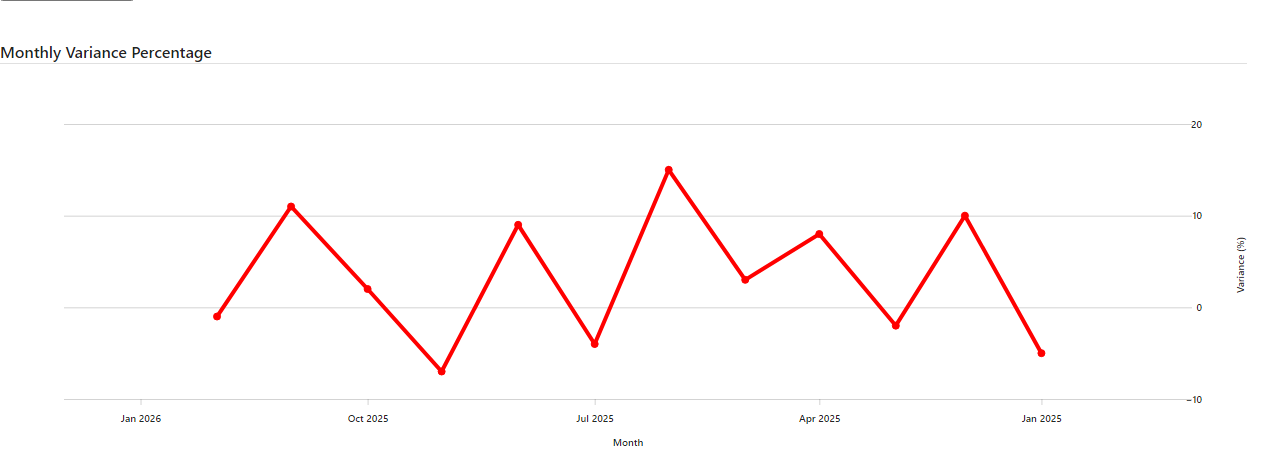 Monthly Variance Percentage
20
10
0
−10
Variance (%)
Jan 2026
Oct 2025
Jul 2025
Apr 2025
Jan 2025
Month